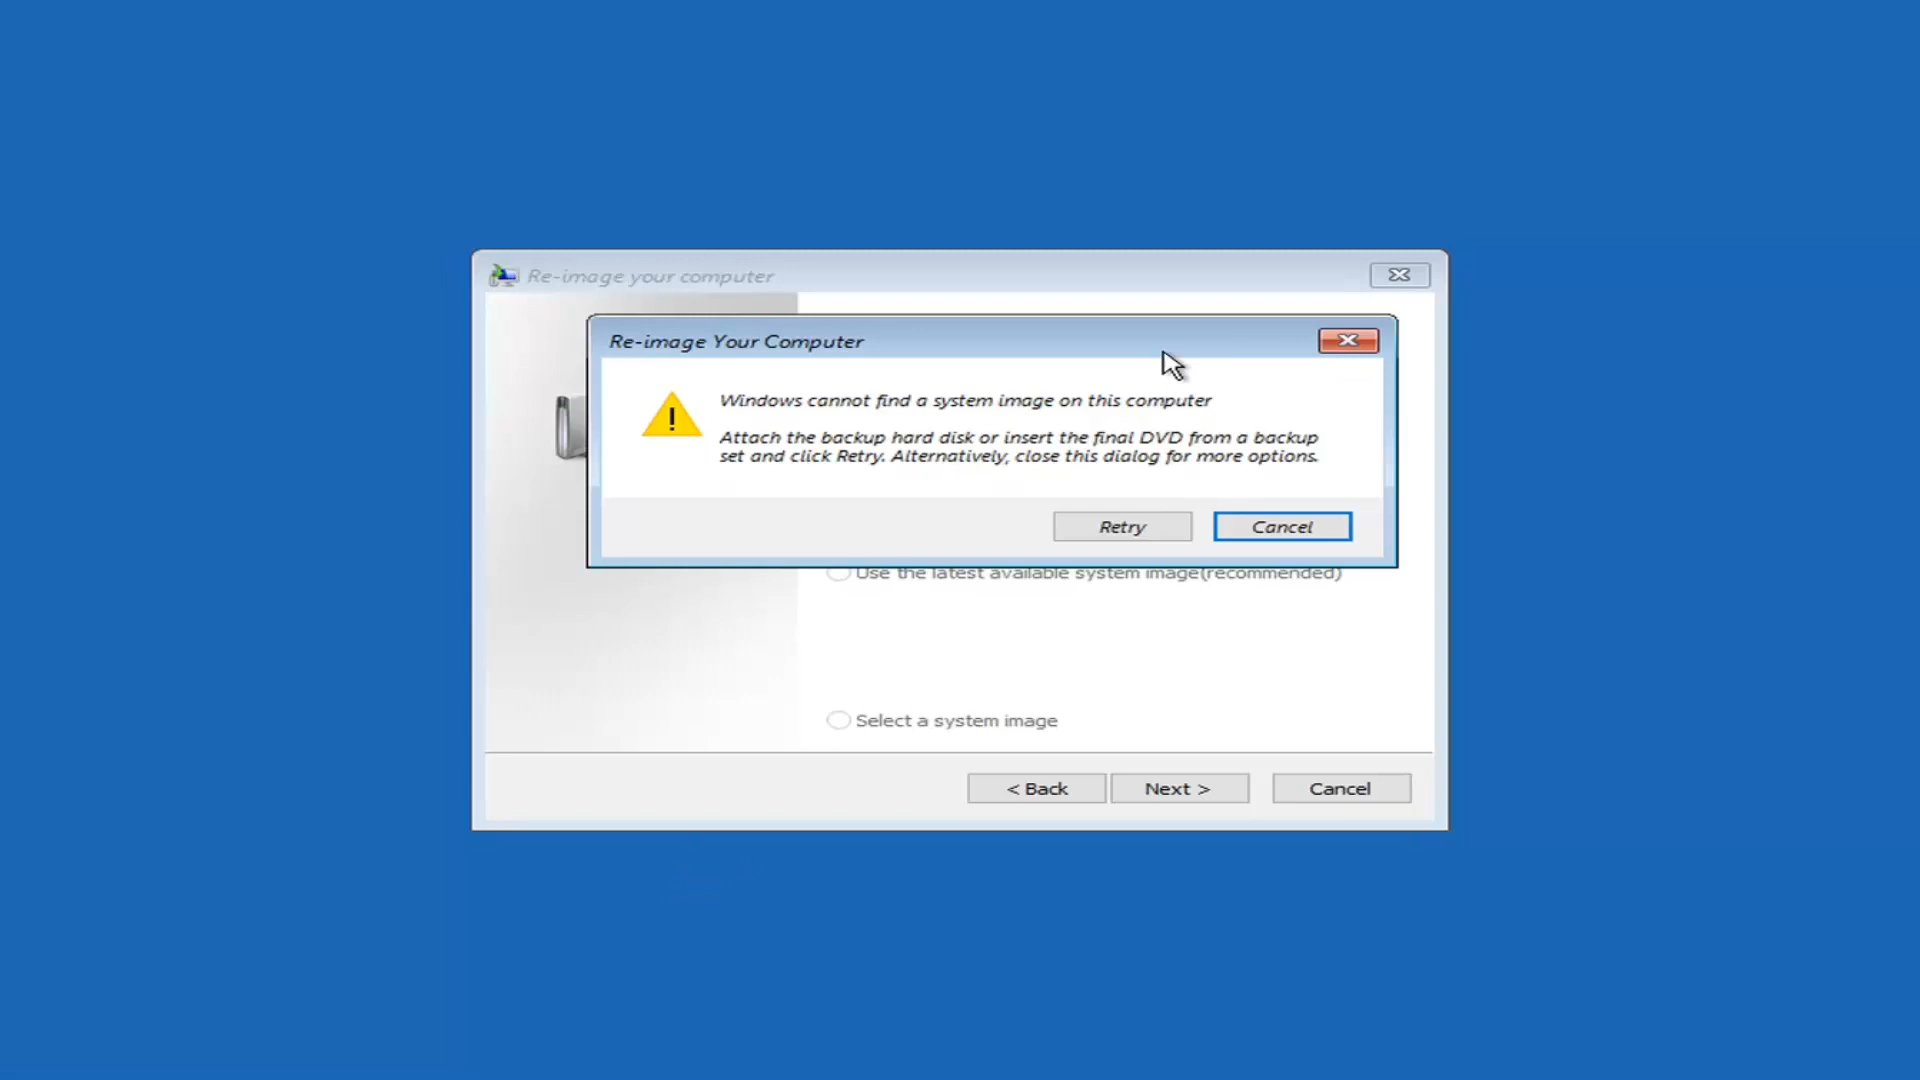 Re-image your computer
Re-image Your Computer
Windows cannot find a system image on this computer
Attach the backup hard disk or insert the final DVD from a backup
set and click Retry. Alternatively, close this dialog for more options.
Retry
Cancel
Use the latest available system image(recommended)
Select a system image
< Back
Next >
Cancel